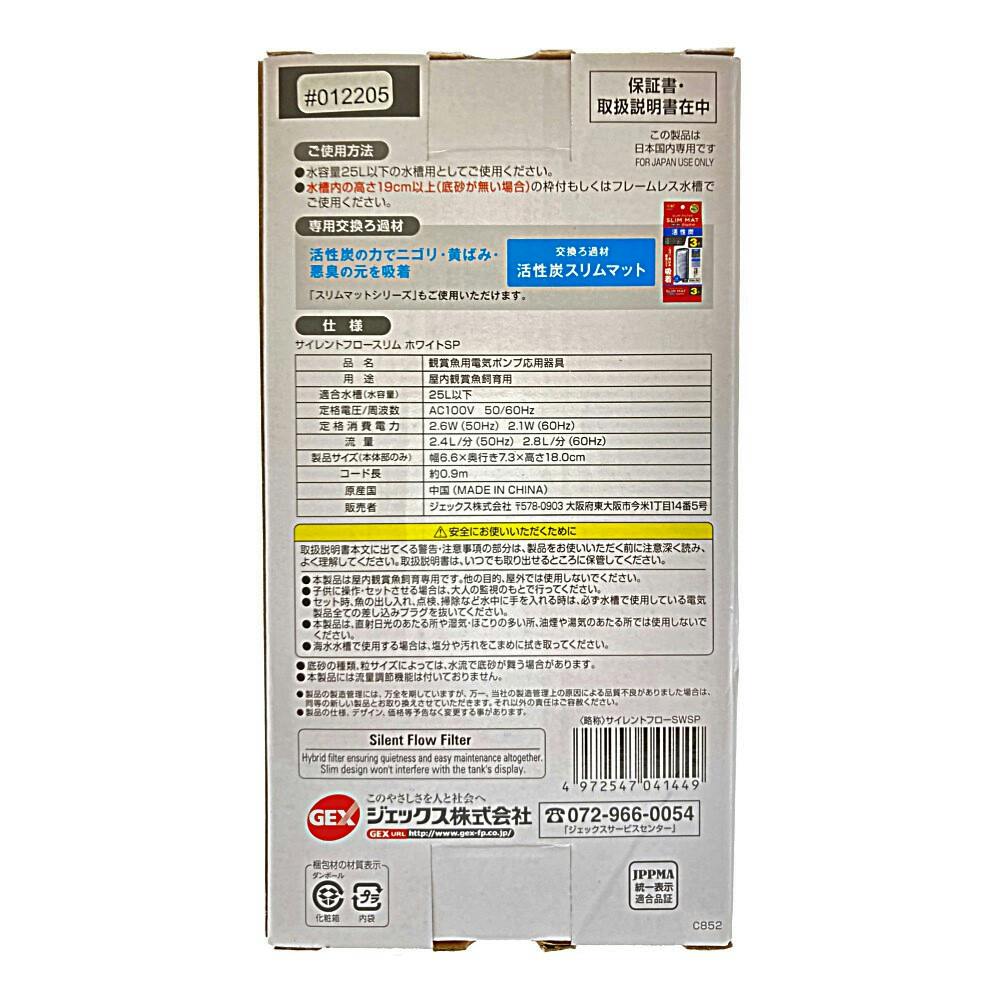 #012205
保証書・
取扱説明書在中
この製品は
日本国内専用です
FOR JAPAN USE ONLY
ご使用方法
●水容量25L以下の水槽用としてご使用ください。
●水槽内の高さ19cm以上(底砂が無い場合)の枠付もしくはフレームレス水槽で
ご使用ください。
専用交換ろ過材
活性炭の力でニゴリ・黄ばみ・
悪臭の元を吸着
交換ろ過材
活性炭スリムマット
「スリムマットシリーズ」もご使用いただけます。
SLIM MAT
活性炭
3
吸着
SLIM MAT
3
仕様
サイレントフロースリム ホワイトSP
品名 観賞魚用電気ポンプ応用器具
用途 屋内観賞魚飼育用
適合水槽(水容量) 25L以下
定格電圧/周波数 AC100V 50/60Hz
定格消費電力 2.6W(50Hz) 2.1W(60Hz)
流量 2.4L/分(50Hz) 2.8L/分(60Hz)
製品サイズ(本体部のみ) 幅6.6×奥行き7.3×高さ18.0cm
コード長 約0.9m
原産国 中国(MADE IN CHINA)
販売者 ジェックス株式会社 〒578-0903 大阪府東大阪市今米1丁目14番5号
⚠安全にお使いいただくために
取扱説明書本文に出てくる警告・注意事項の部分は、製品をお使いいただく前に注意深く読み、
よく理解してください。取扱説明書は、いつでも取り出せるところに保管してください。
●本製品は屋内観賞魚飼育専用です。他の目的、屋外では使用しないでください。
●子供に操作・セットさせる場合は、大人の監視のもとで行ってください。
●セット時、魚の出し入れ、点検、掃除など水中に手を入れる時は、必ず水槽で使用している電気
製品全ての差し込みプラグを抜いてください。
●本製品は、直射日光のあたる所や湿気・ほこりの多い所、油煙や湯気のあたる所では使用しないで
ください。
●海水水槽で使用する場合は、塩分や汚れをこまめに拭き取ってください。
●底砂の種類、粒サイズによっては、水流で底砂が舞う場合があります。
●本製品には流量調節機能は付いておりません。
●製品の製造管理には、万全を期していますが、万一、当社の製造管理上の原因による品質不良がありました場合は、
同等の新しい製品とお取り換えさせていただきます。それ以外の責任はご容赦ください。
●製品の仕様、デザイン、価格等予告なく変更する事があります。
〈略称〉サイレントフローSWSP
Silent Flow Filter
Hybrid filter ensuring quietness and easy maintenance altogether.
Slim design won't interfere with the tank's display.
4 972547 041449
このやさしさを人と社会へ
GEX ジェックス株式会社
GEX URL http://www.gex-fp.co.jp/
☎072-966-0054
「ジェックスサービスセンター」
梱包材の材質表示
ダンボール
プラ
化粧箱
内袋
JPPMA
統一表示
適合品証
C852